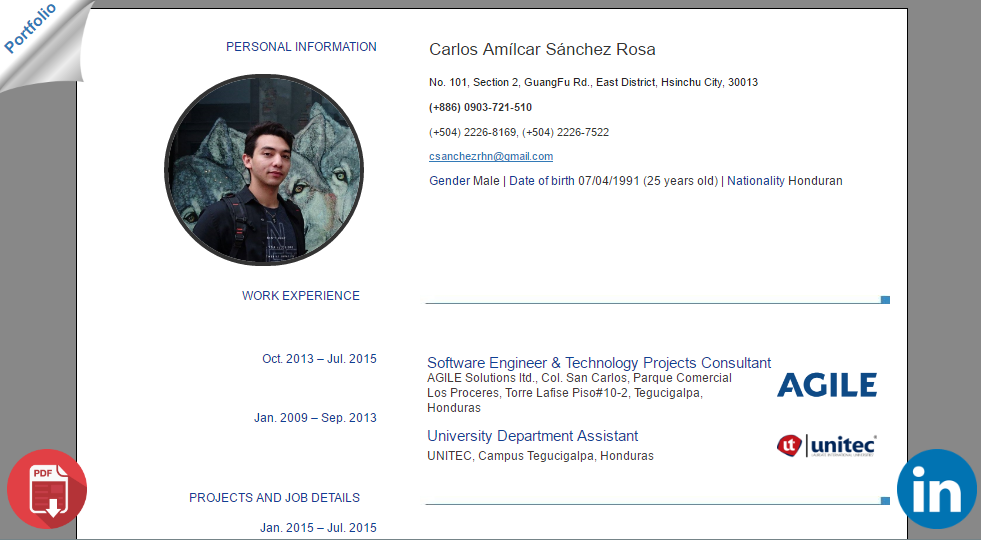 Portfolio
PERSONAL INFORMATION
Carlos Amílcar Sánchez Rosa
No. 101, Section 2, GuangFu Rd., East District, Hsinchu City, 30013
(+886) 0903-721-510
(+504) 2226-8169, (+504) 2226-7522
csanchezrhn@gmail.com
Gender Male | Date of birth 07/04/1991 (25 years old) | Nationality Honduran
WORK EXPERIENCE
Oct. 2013 – Jul. 2015
Software Engineer & Technology Projects Consultant
AGILE Solutions ltd., Col. San Carlos, Parque Comercial
Los Proceres, Torre Lafise Piso#10-2, Tegucigalpa,
Honduras
AGILE
Jan. 2009 – Sep. 2013
University Department Assistant
UNITEC, Campus Tegucigalpa, Honduras
ut unitec
PDF
in
PROJECTS AND JOB DETAILS
Jan. 2015 – Jul. 2015